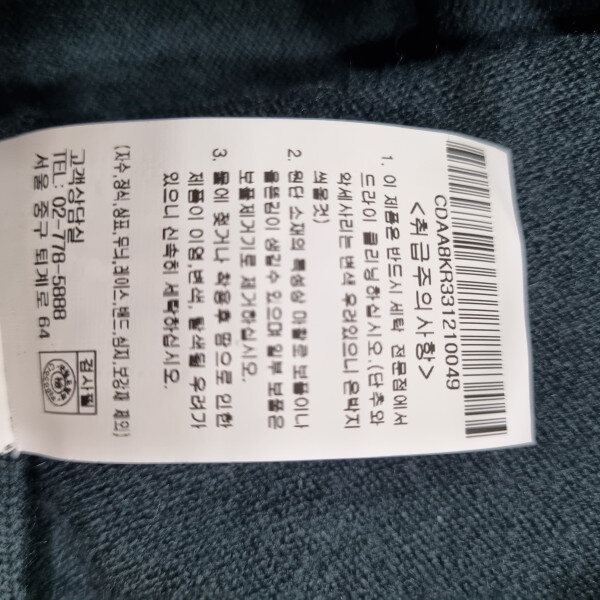 CDAA8KR331210049
<취급주의사항>
1. 이 제품은 반드시 세탁 전문점에서
드라이 클리닝하십시오.(단추와
악세사리는 변색 우려있으니 은박지
씌울것)
2. 원단 소재의 특성상 마찰로 보풀이나
올뜯김이 생길수 있으며 일부 보풀은
보풀제거기로 제거하십시오.
3. 물에 젖거나 착용후 땀으로 인한
제품이 이염,변색, 탈색될 우려가
있으니 신속히 세탁하십시오.
(자수,장식,심표,무늬,레이스,밴드,심지,보강재 제외)
고객상담실
TEL: 02-778-5888
서울 중구 퇴계로 64
검사필